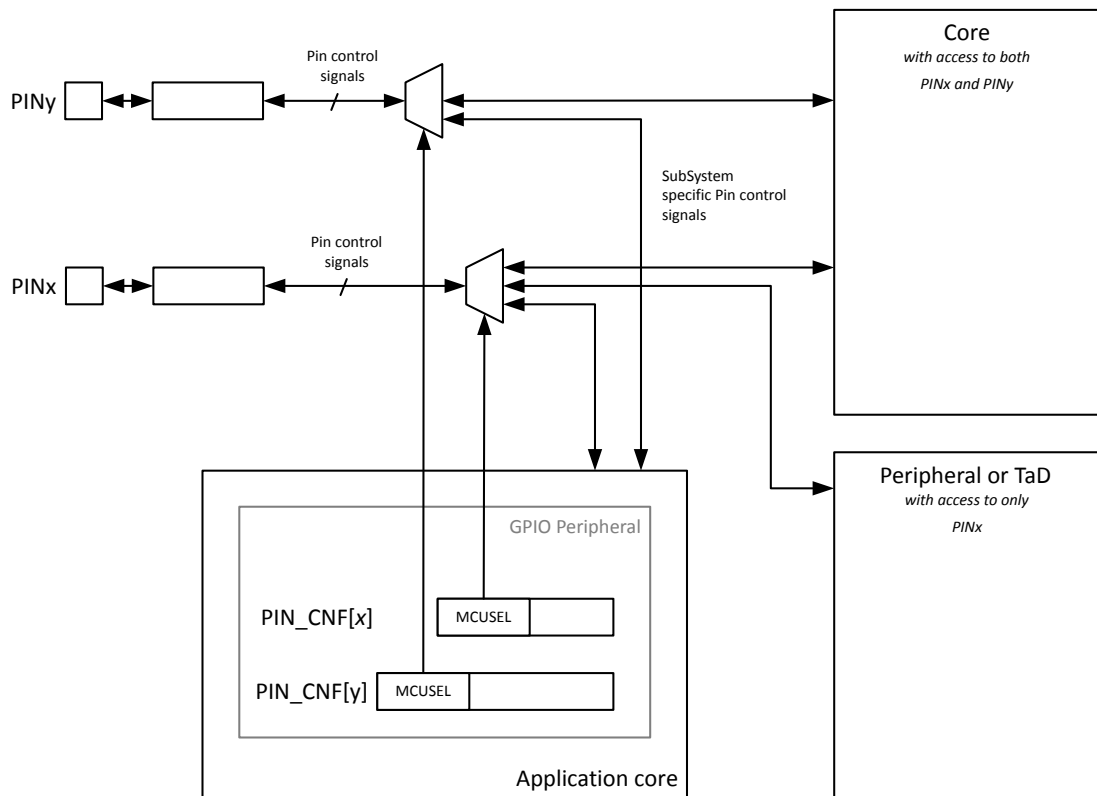 Core
with access to both
PINx and PINy
Pin control
signals
PINy
SubSystem
specific Pin control
signals
Pin control
signals
PINx
Peripheral or TaD
with access to only
PINx
GPIO Peripheral
PIN_CNF[x]
MCUSEL
PIN_CNF[y]
MCUSEL
Application core